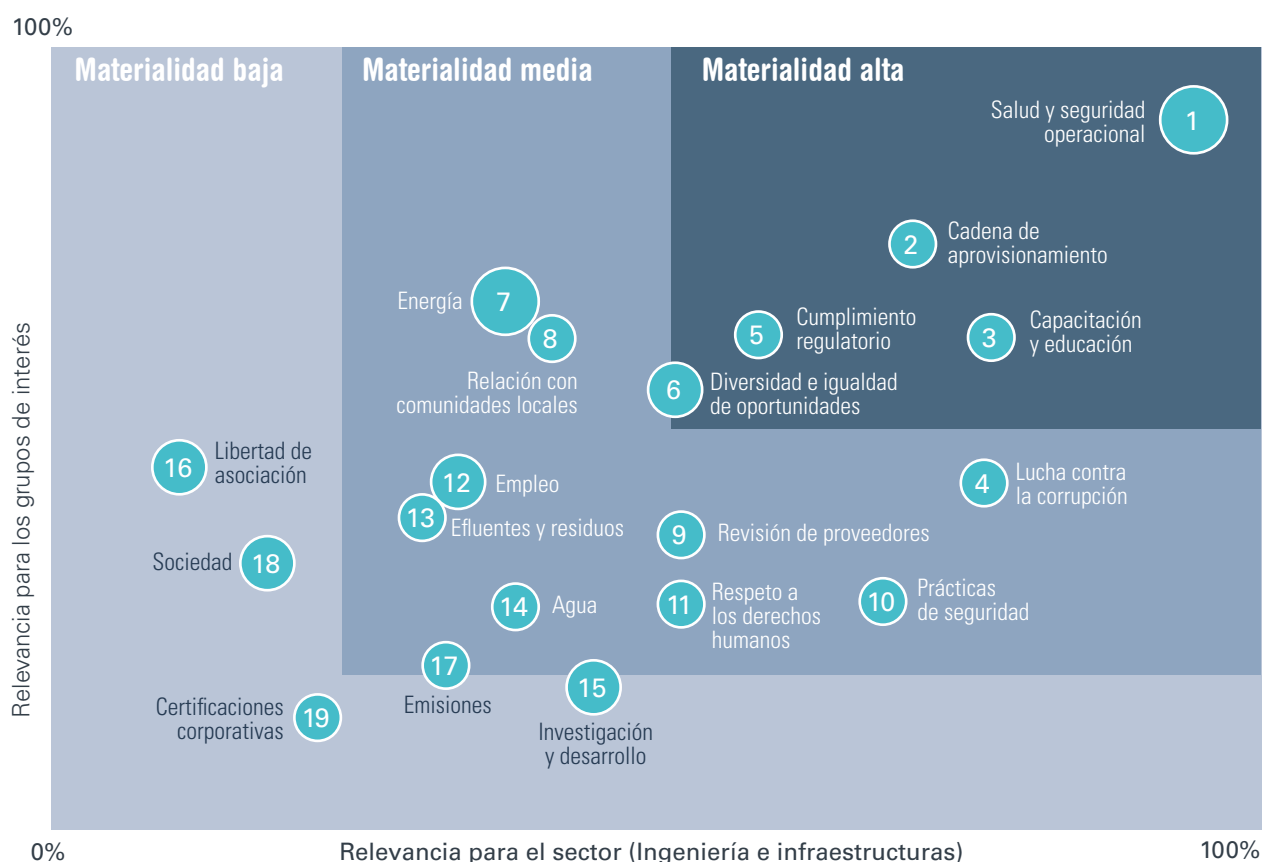 100%
Materialidad baja
Materialidad media
Materialidad alta
Salud y seguridad
operacional
1
2
Cadena de
aprovisionamiento
Energía
7
8
Relación con
comunidades locales
5
Cumplimiento
regulatorio
3
Capacitación
y educación
6
Diversidad e igualdad
de oportunidades
16
Libertad de
asociación
12
Empleo
13
Efluentes y residuos
4
Lucha contra
la corrupción
9
Revisión de proveedores
Sociedad
18
14
Agua
11
Respeto a
los derechos
humanos
10
Prácticas
de seguridad
17
Emisiones
15
Investigación
y desarrollo
Certificaciones
corporativas
19
Relevancia para los grupos de interés
0%
Relevancia para el sector (Ingeniería e infraestructuras)
100%